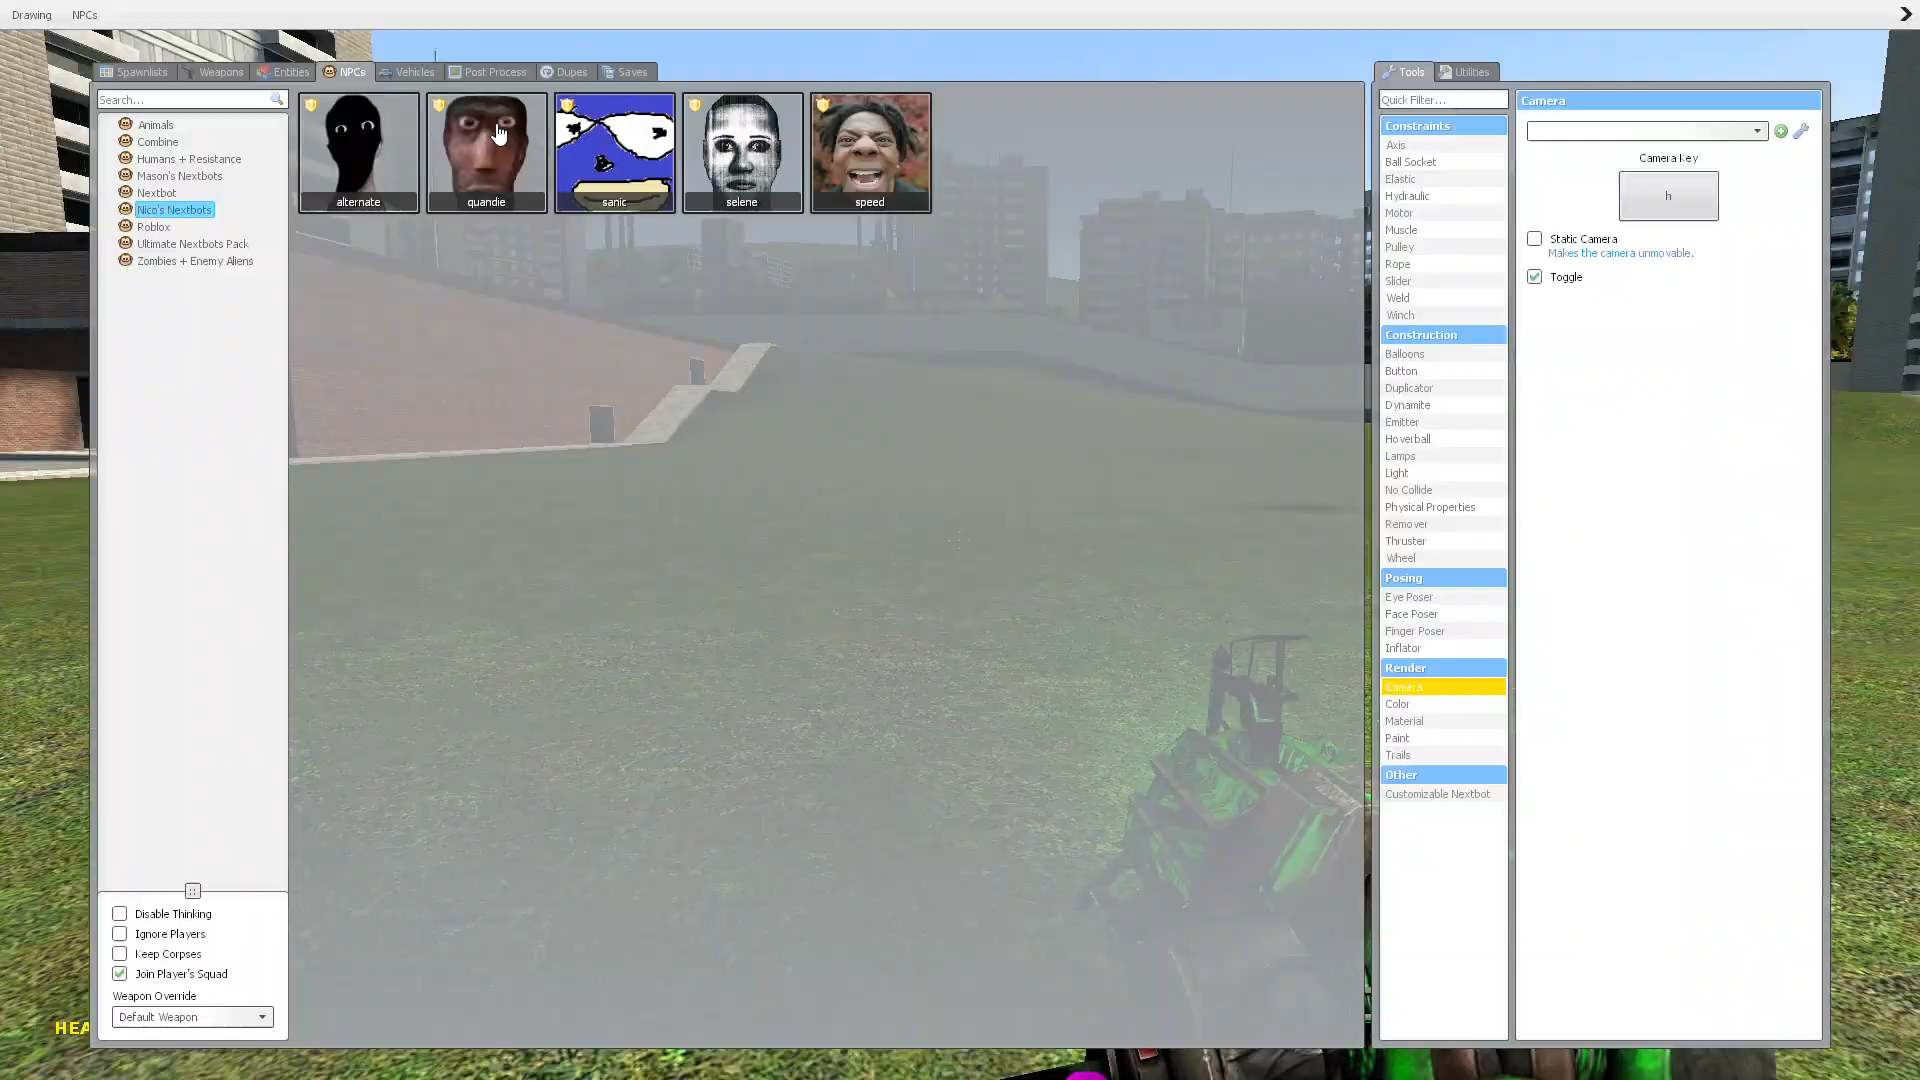 Drawing NPCs
Spawnlists Weapons Entities NPCs Vehicles Post Process Dupes Saves
Search...
Animals
Combine
Humans + Resistance
Mason's Nextbots
Nextbot
Nico's Nextbots
Roblox
Ultimate Nextbots Pack
Zombies + Enemy Aliens
alternate quandie sanic selene speed
Disable Thinking
Ignore Players
Keep Corpses
Join Player's Squad
Weapon Override
Default Weapon
HEA
Tools Utilities
Quick Filter...
Constraints
Axis
Ball Socket
Elastic
Hydraulic
Motor
Muscle
Pulley
Rope
Slider
Weld
Winch
Construction
Balloons
Button
Duplicator
Dynamite
Emitter
Hoverball
Lamps
Light
No Collide
Physical Properties
Remover
Thruster
Wheel
Posing
Eye Poser
Face Poser
Finger Poser
Inflator
Render
Camera
Color
Material
Paint
Trails
Other
Customizable Nextbot
Camera
Camera Key
h
Static Camera
Makes the camera unmovable.
Toggle